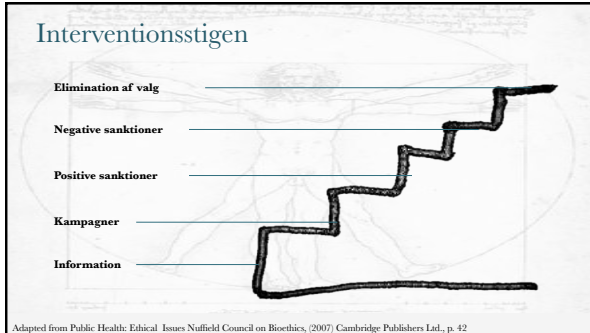 Interventionsstigen
Elimination af valg
Negative sanktioner
Positive sanktioner
Kampagner
Information
Adapted from Public Health: Ethical Issues Nuffield Council on Bioethics, (2007) Cambridge Publishers Ltd., p. 42